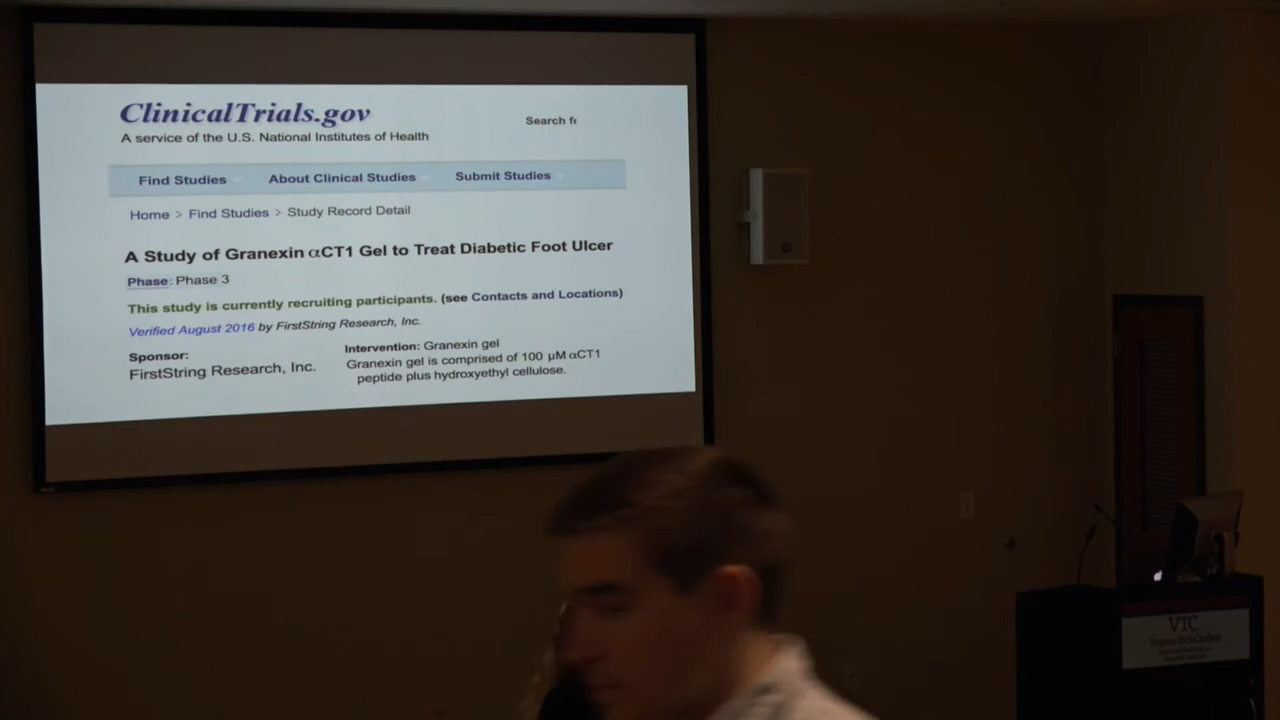 ClinicalTrials.gov
A service of the U.S. National Institutes of Health
Search fo
Find Studies About Clinical Studies Submit Studies
Home > Find Studies > Study Record Detail
A Study of Granexin αCT1 Gel to Treat Diabetic Foot Ulcer
Phase: Phase 3
This study is currently recruiting participants. (see Contacts and Locations)
Verified August 2016 by FirstString Research, Inc.
Sponsor:
FirstString Research, Inc.
Intervention: Granexin gel
Granexin gel is comprised of 100 µM αCT1
peptide plus hydroxyethyl cellulose.
VTC
VirginiaTechCarilion